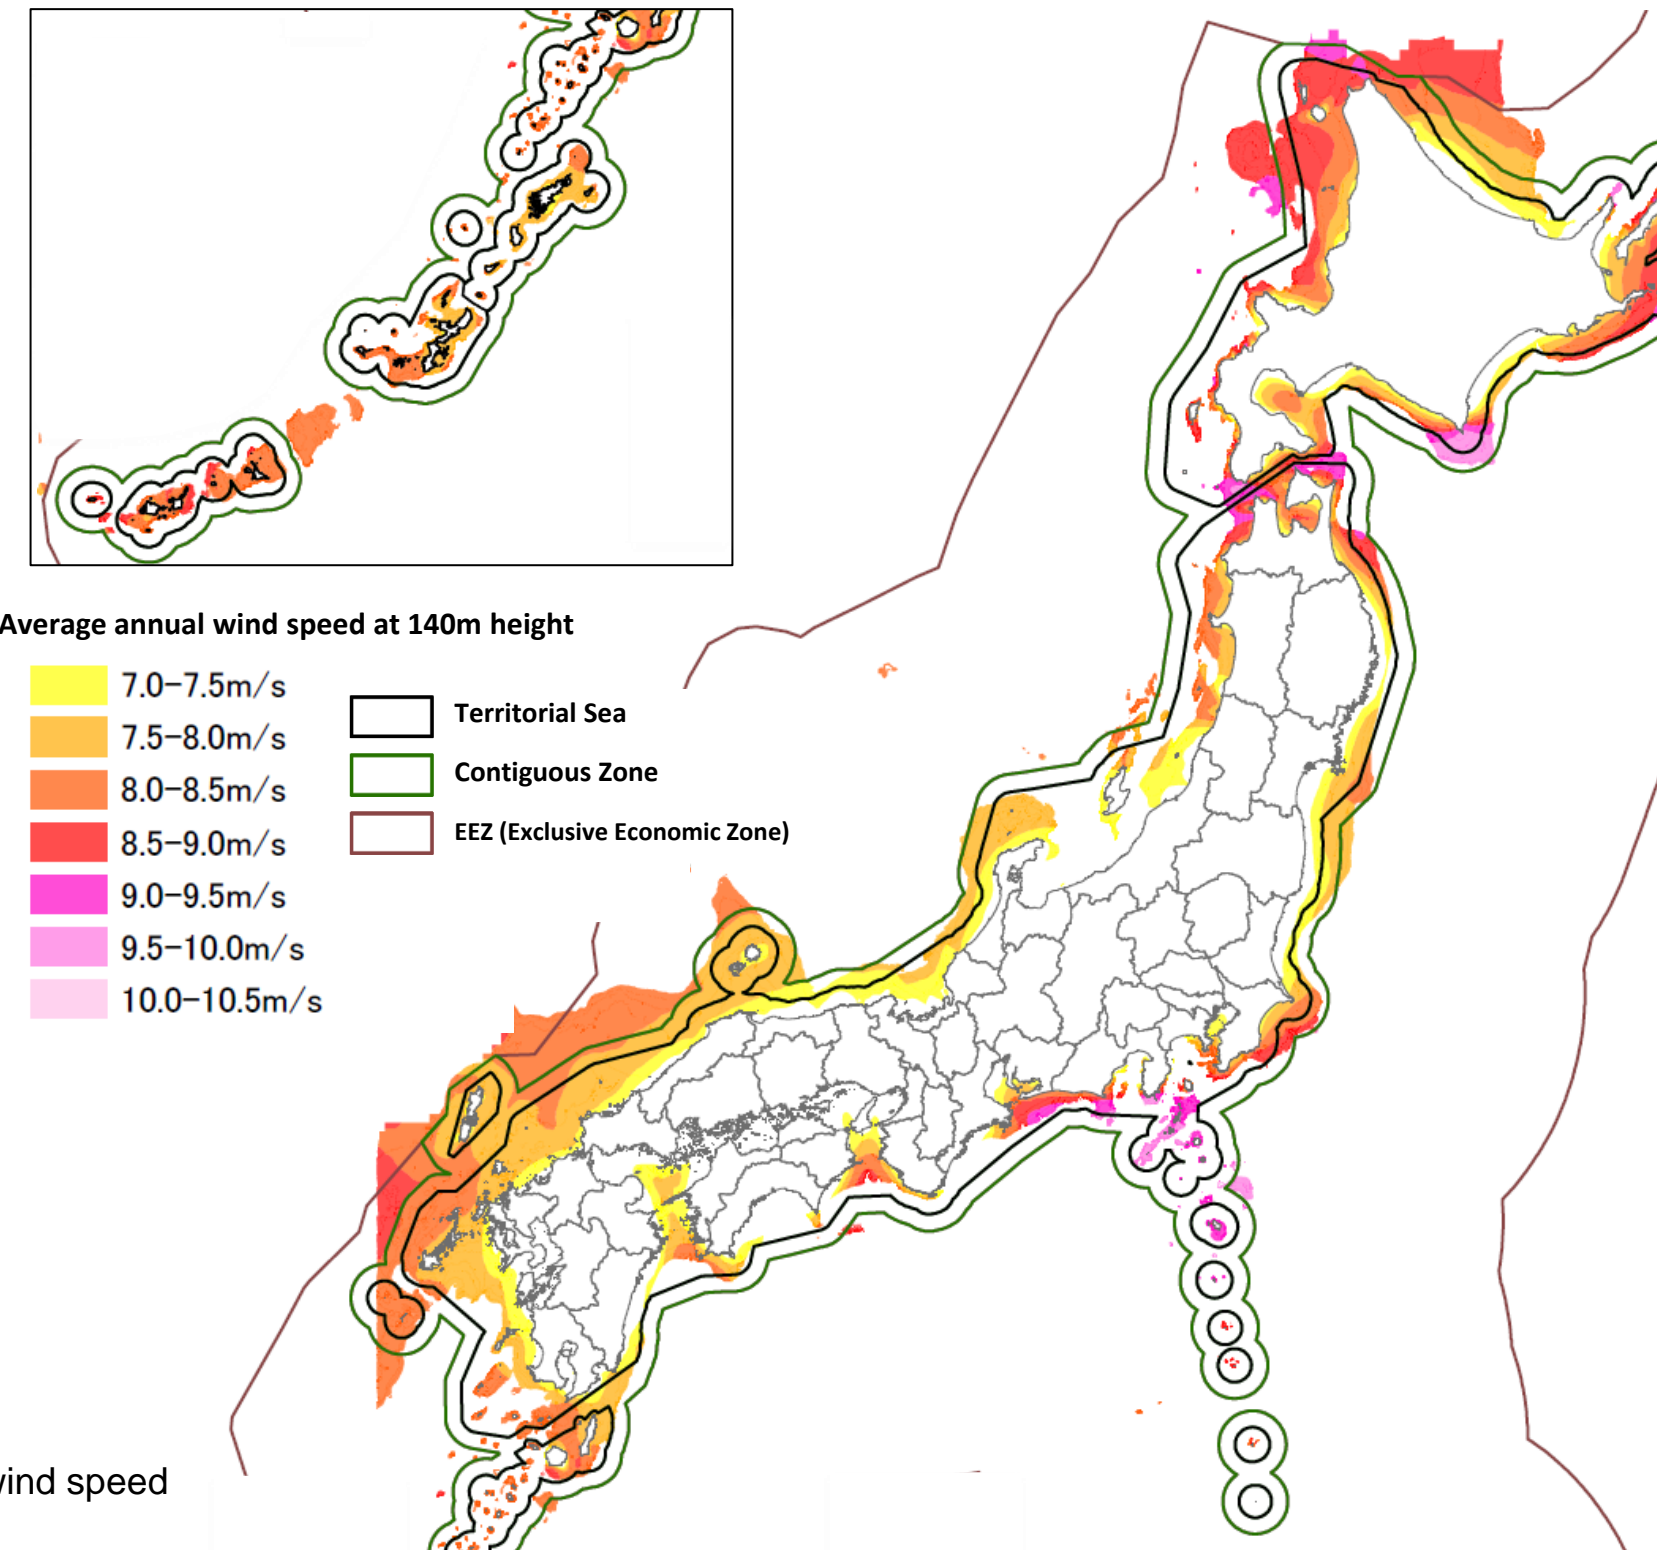 Average annual wind speed at 140m height
7.0-7.5m/s
7.5-8.0m/s
8.0-8.5m/s
8.5-9.0m/s
9.0-9.5m/s
9.5-10.0m/s
10.0-10.5m/s
Territorial Sea
Contiguous Zone
EEZ (Exclusive Economic Zone)
wind speed